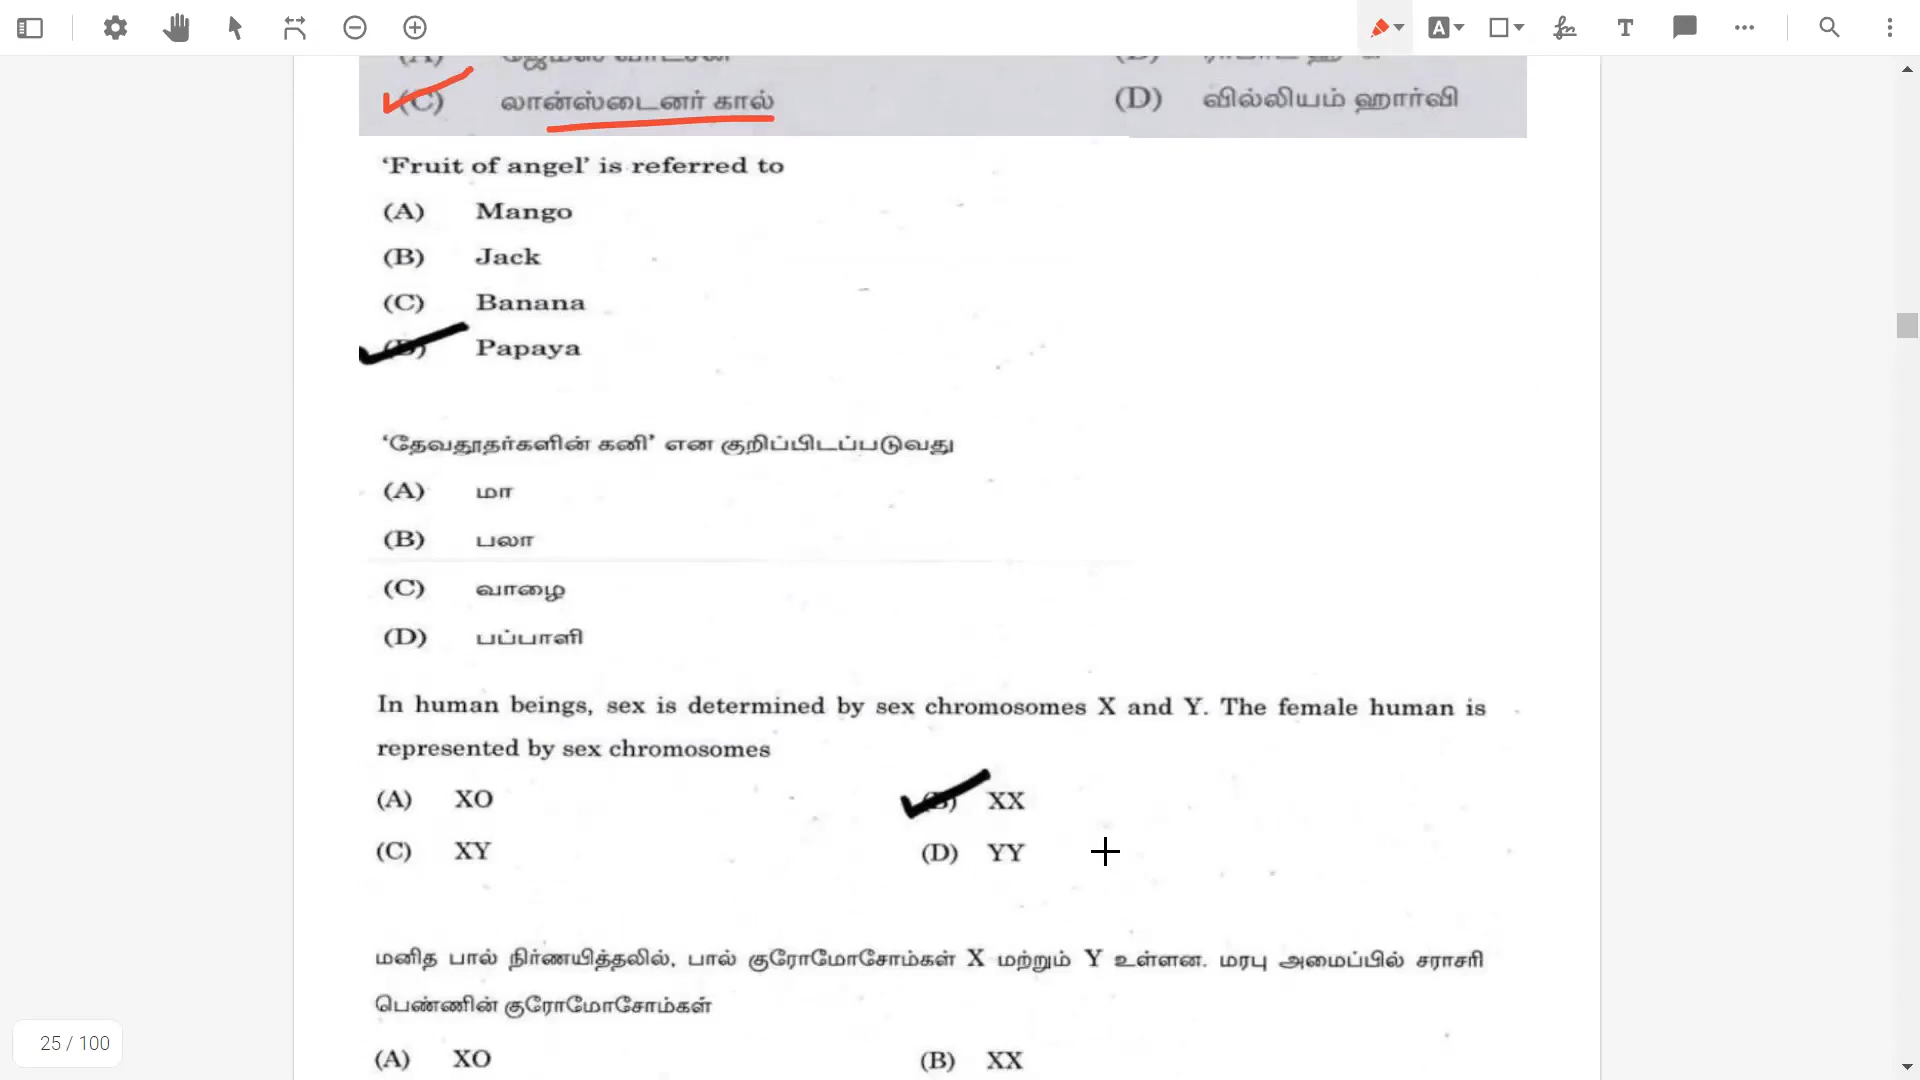 (C) லான்ஸ்டைனர் கால் (D) வில்லியம் ஹார்வி
‘Fruit of angel’ is referred to
(A) Mango
(B) Jack
(C) Banana
(D) Papaya
‘தேவதூதர்களின் கனி’ என குறிப்பிடப்படுவது
(A) மா
(B) பலா
(C) வாழை
(D) பப்பாளி
In human beings, sex is determined by sex chromosomes X and Y. The female human is
represented by sex chromosomes
(A) XO (B) XX
(C) XY (D) YY
மனித பால் நிர்ணயித்தலில், பால் குரோமோசோம்கள் X மற்றும் Y உள்ளன. மரபு அமைப்பில் சராசரி
பெண்ணின் குரோமோசோம்கள்
(A) XO (B) XX
25 / 100